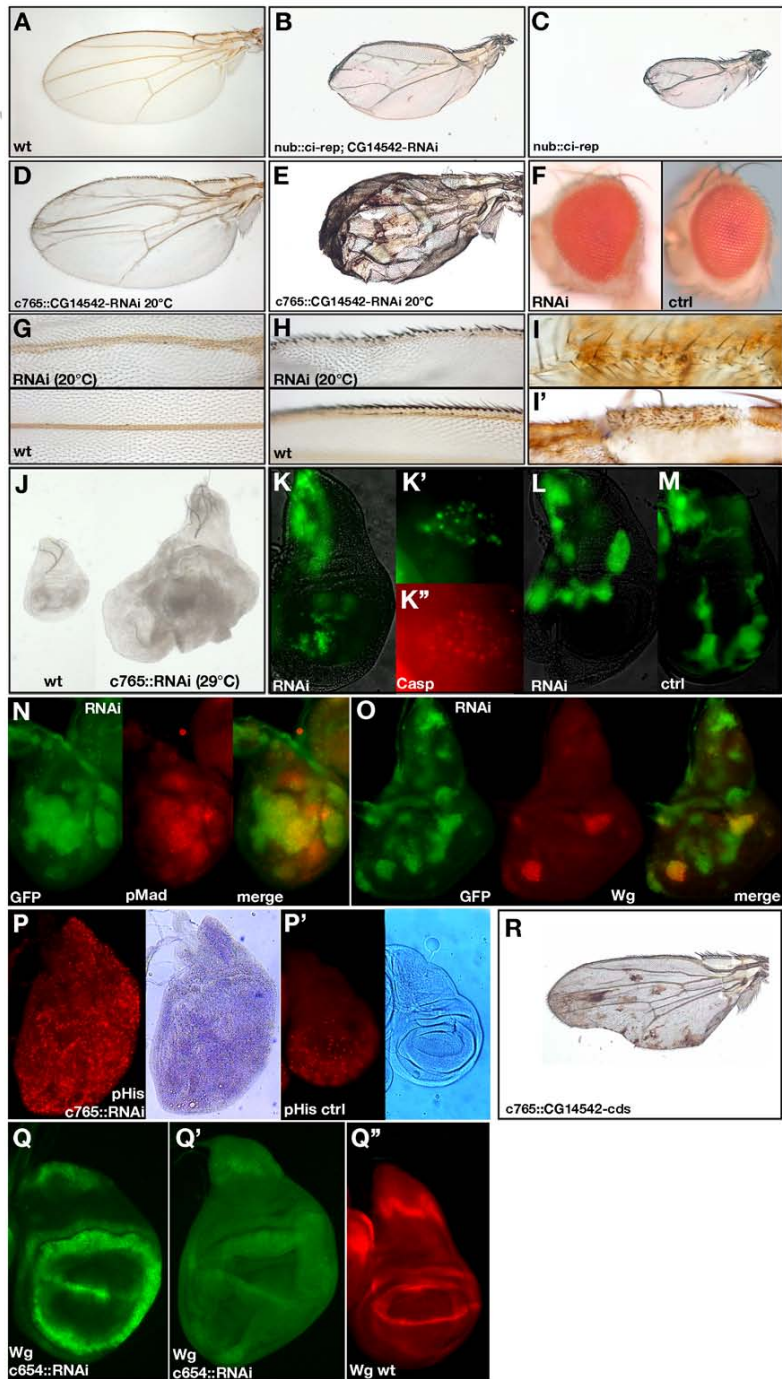 A
wt
B
nub::ci-rep; CG14542-RNAi
C
nub::ci-rep
D
c765::CG14542-RNAi 20°C
E
c765::CG14542-RNAi 20°C
F
RNAi
ctrl
G
RNAi (20°C)
wt
H
RNAi (20°C)
wt
I
I'
J
wt
c765::RNAi (29°C)
K
RNAi
K'
K"
Casp
L
RNAi
M
ctrl
N
RNAi
GFP
pMad
merge
O
RNAi
GFP
Wg
merge
P
pHis
c765::RNAi
P'
pHis ctrl
R
c765::CG14542-cds
Q
Wg
c654::RNAi
Q'
Wg
c654::RNAi
Q"
Wg wt